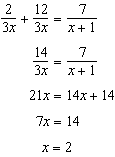 2/3x + 12/3x = 7/x + 1
14/3x = 7/x + 1
21x = 14x + 14
7x = 14
x = 2